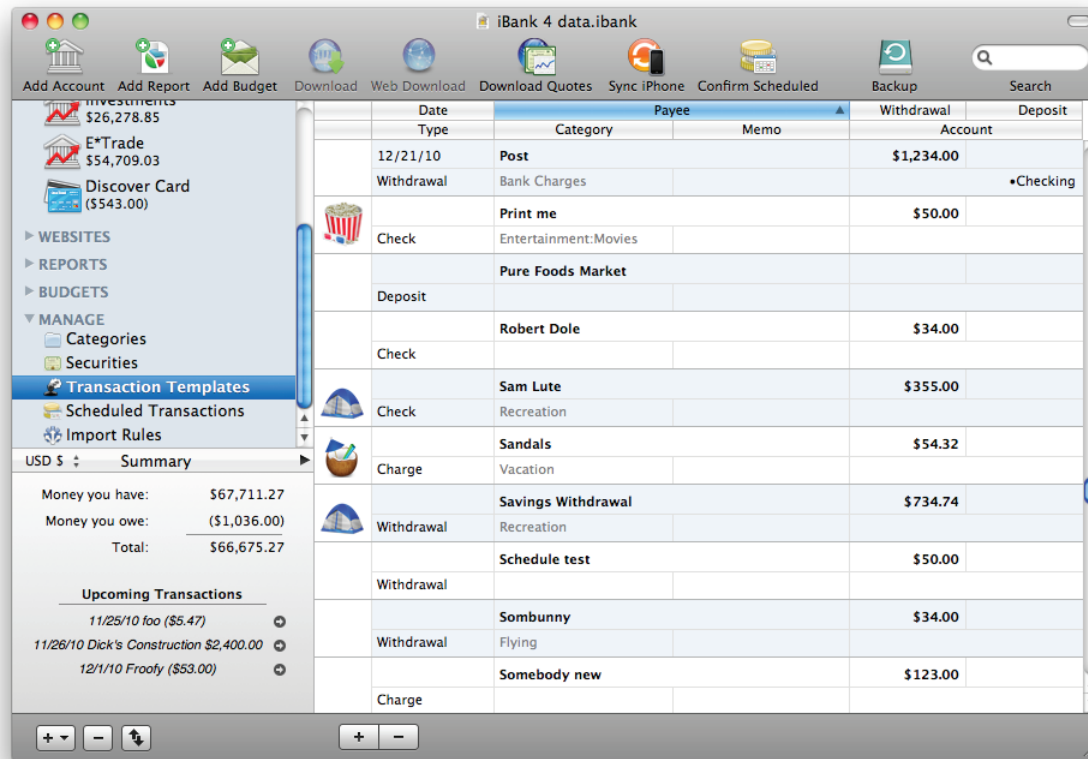 iBank 4 data.ibank
Add Account Add Report Add Budget Download Web Download Download Quotes Sync iPhone Confirm Scheduled Backup Search
Investments
$26,278.85
E*Trade
$54,709.03
Discover Card
($543.00)
WEBSITES
REPORTS
BUDGETS
MANAGE
Categories
Securities
Transaction Templates
Scheduled Transactions
Import Rules
USD $ Summary
Money you have: $67,711.27
Money you owe: ($1,036.00)
Total: $66,675.27
Upcoming Transactions
11/25/10 foo ($5.47)
11/26/10 Dick's Construction $2,400.00
12/1/10 Froofy ($53.00)
Date Payee Withdrawal Deposit
Type Category Memo Account
12/21/10 Post $1,234.00
Withdrawal Bank Charges •Checking
Print me $50.00
Check Entertainment:Movies
Pure Foods Market
Deposit
Robert Dole $34.00
Check
Sam Lute $355.00
Check Recreation
Sandals $54.32
Charge Vacation
Savings Withdrawal $734.74
Withdrawal Recreation
Schedule test $50.00
Withdrawal
Sombunny $34.00
Withdrawal Flying
Somebody new $123.00
Charge